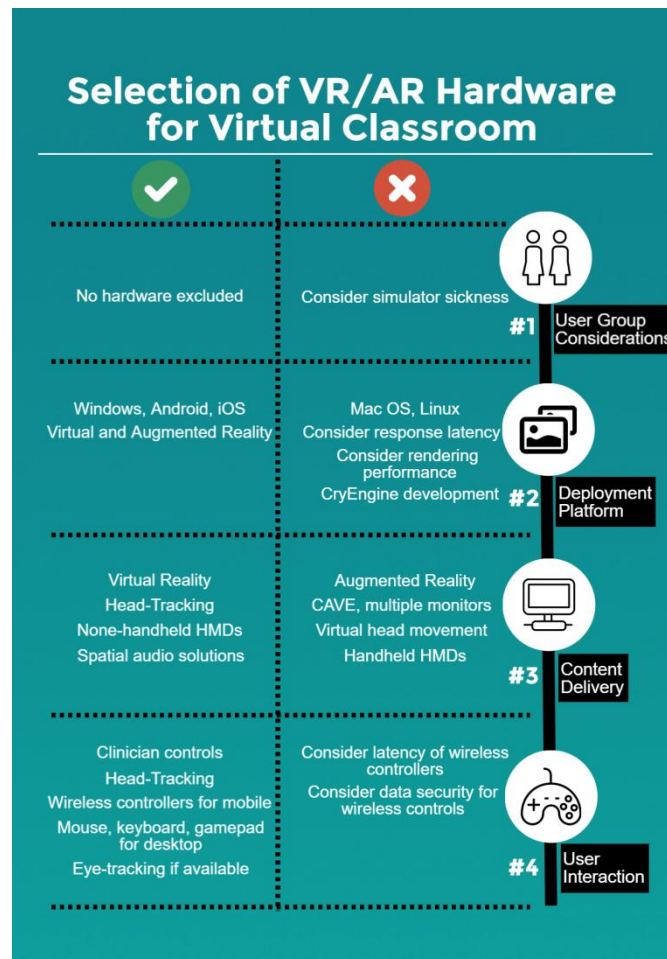 Selection of VR/AR Hardware
for Virtual Classroom
No hardware excluded
Consider simulator sickness
#1
User Group
Considerations
Windows, Android, iOS
Virtual and Augmented Reality
Mac OS, Linux
Consider response latency
Consider rendering
performance
CryEngine development
#2
Deployment
Platform
Virtual Reality
Head-Tracking
None-handheld HMDs
Spatial audio solutions
Augmented Reality
CAVE, multiple monitors
Virtual head movement
Handheld HMDs
#3
Content
Delivery
Clinician controls
Head-Tracking
Wireless controllers for mobile
Mouse, keyboard, gamepad
for desktop
Eye-tracking if available
Consider latency of wireless
controllers
Consider data security for
wireless controls
#4
User
Interaction